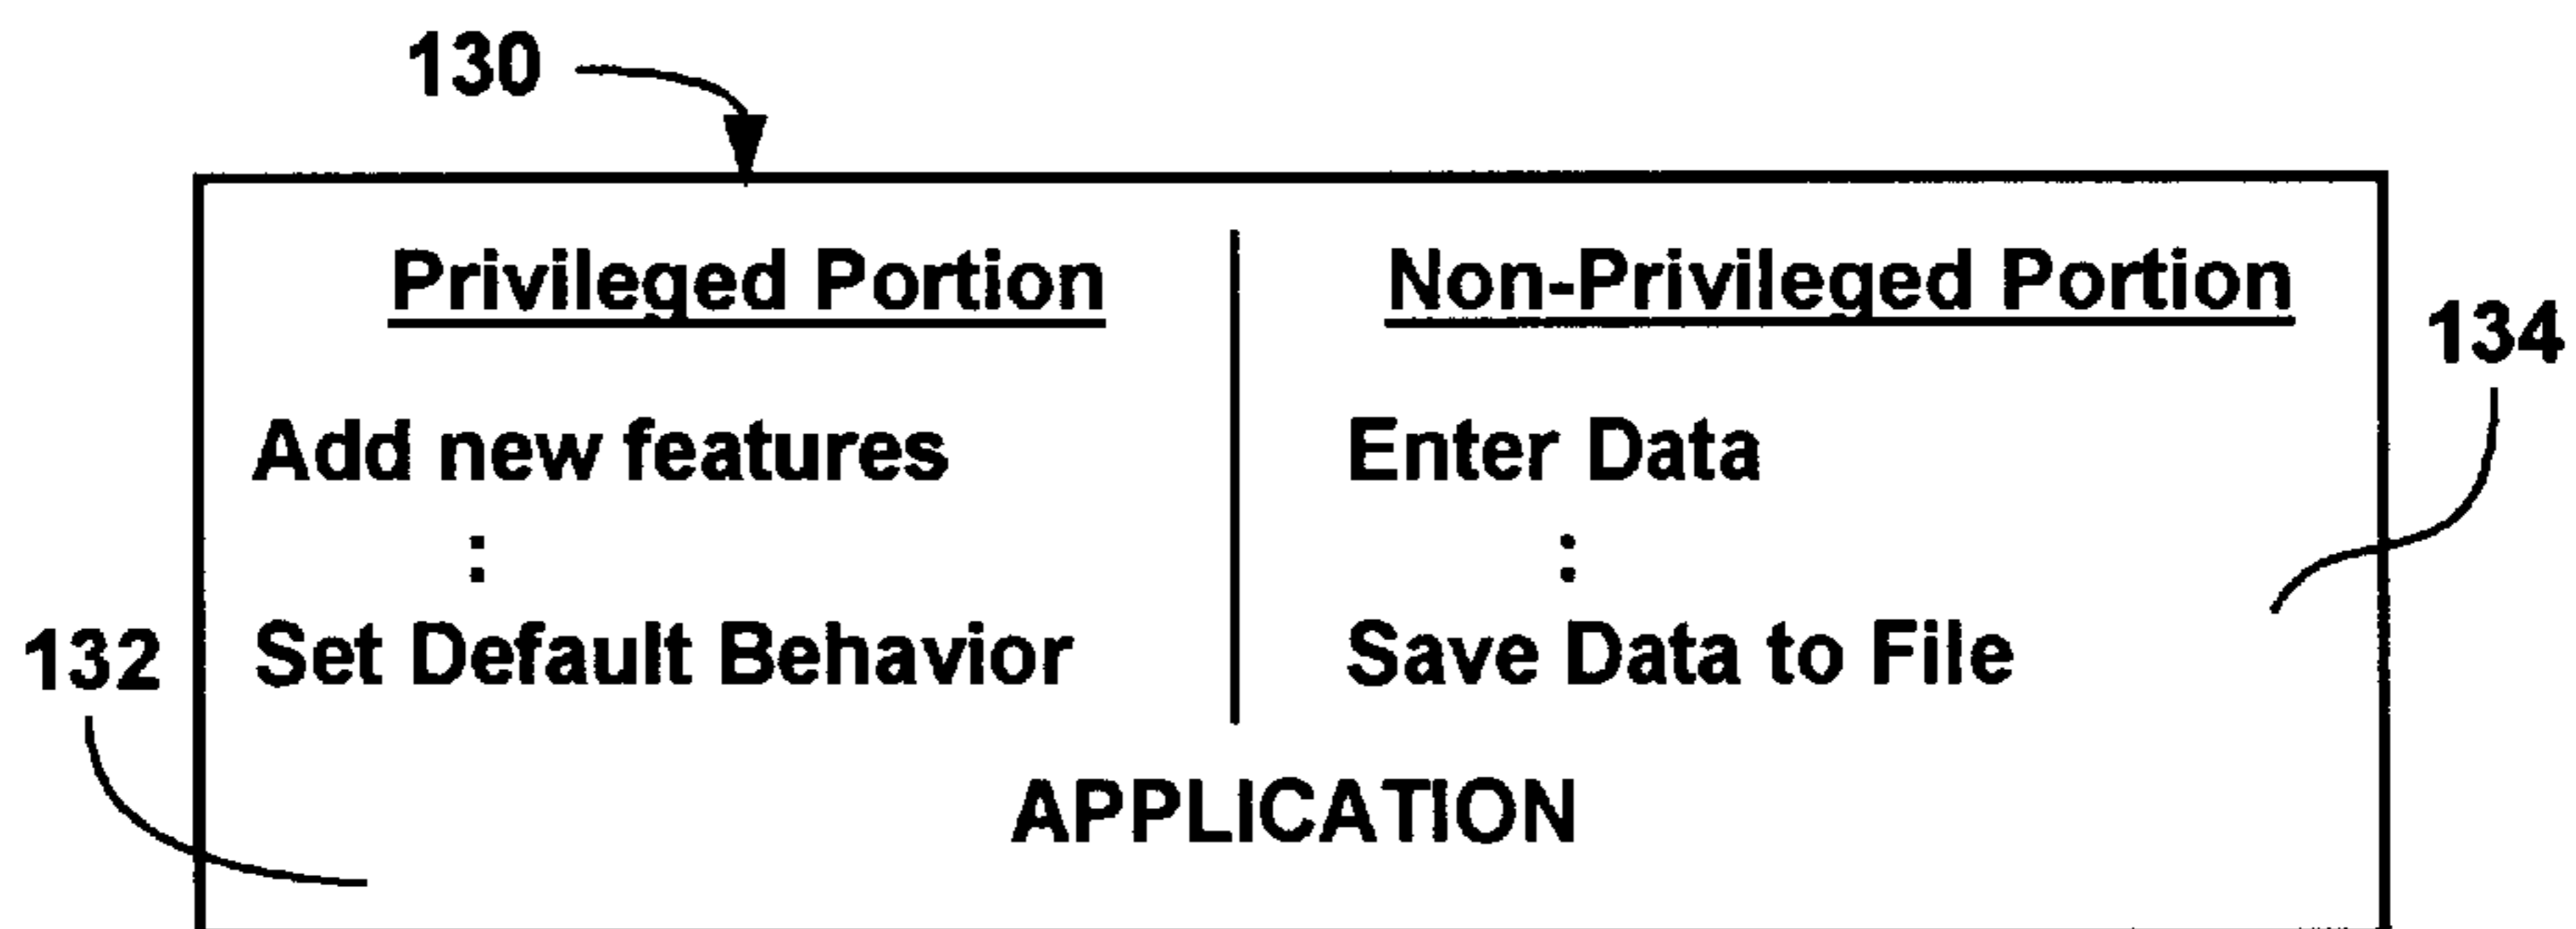 130
Privileged Portion
Non-Privileged Portion
134
Add new features
Enter Data
:
:
132
Set Default Behavior
Save Data to File
APPLICATION